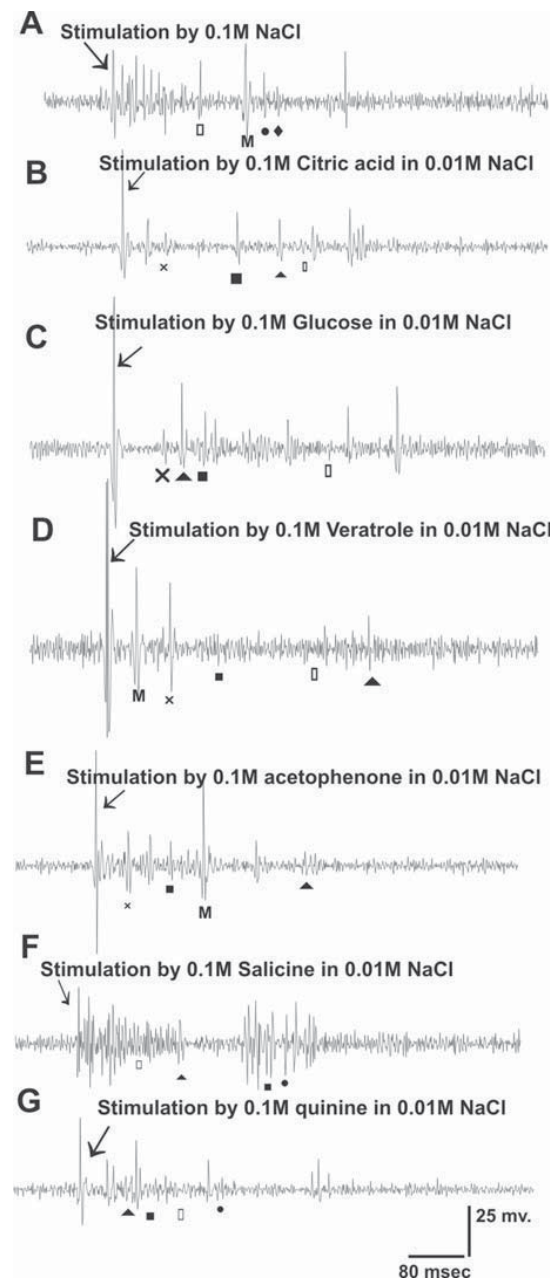 A
Stimulation by 0.1M NaCl
M
B
Stimulation by 0.1M Citric acid in 0.01M NaCl
×
Stimulation by 0.1M Glucose in 0.01M NaCl
C
×
D
Stimulation by 0.1M Veratrole in 0.01M NaCl
M
×
E
Stimulation by 0.1M acetophenone in 0.01M NaCl
×
M
F
Stimulation by 0.1M Salicine in 0.01M NaCl
G
Stimulation by 0.1M quinine in 0.01M NaCl
25 mv.
80 msec